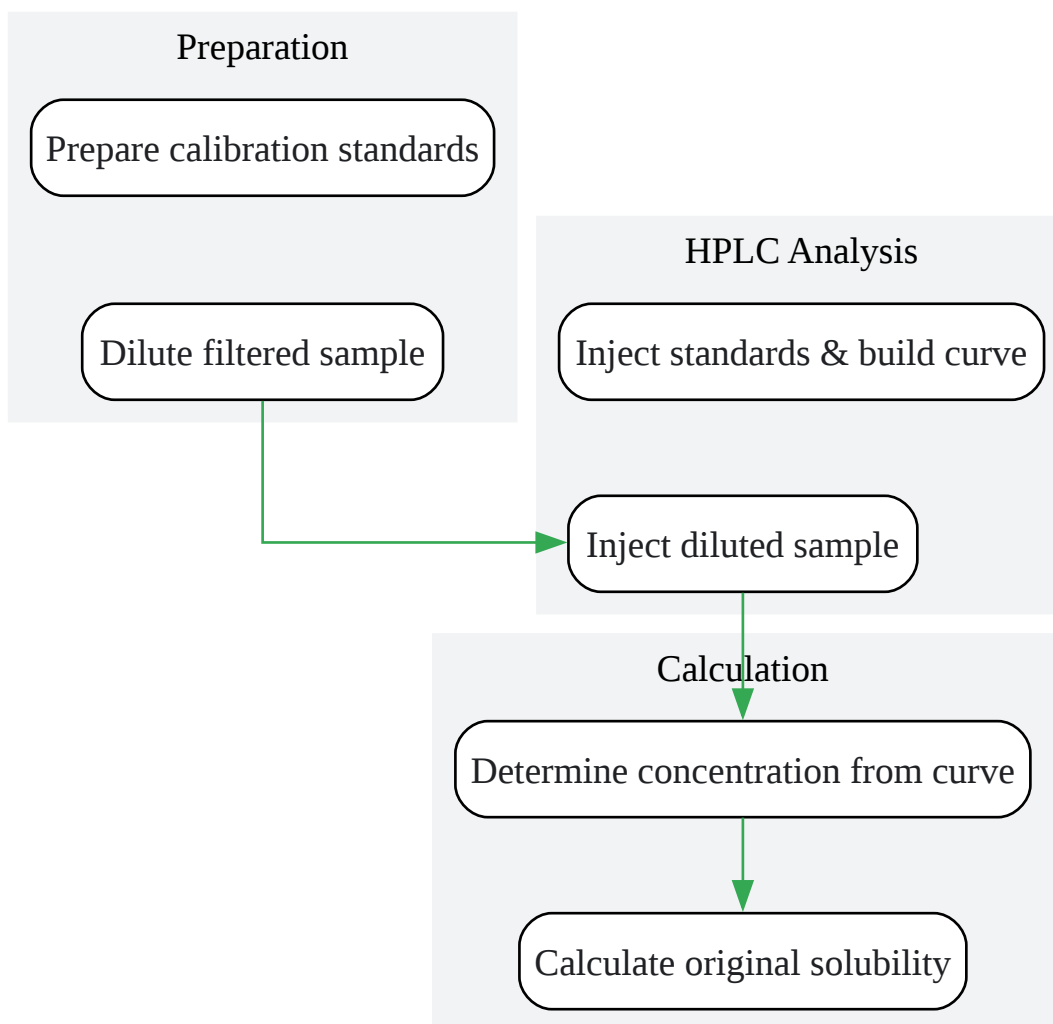 Preparation
Prepare calibration standards
Dilute filtered sample
HPLC Analysis
Inject standards & build curve
Inject diluted sample
Calculation
Determine concentration from curve
Calculate original solubility